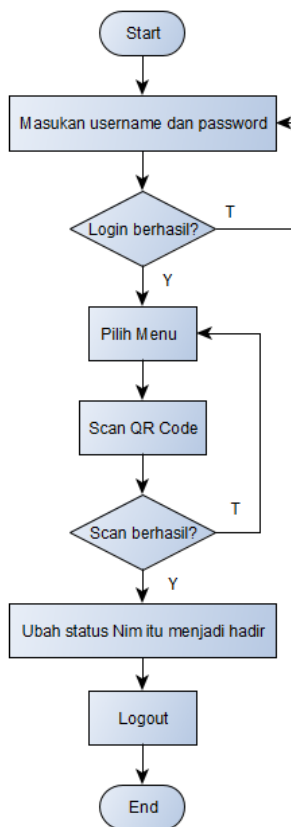 Start
Masukan username dan password
Login berhasil?
T
Y
Pilih Menu
Scan QR Code
Scan berhasil?
T
Y
Ubah status Nim itu menjadi hadir
Logout
End